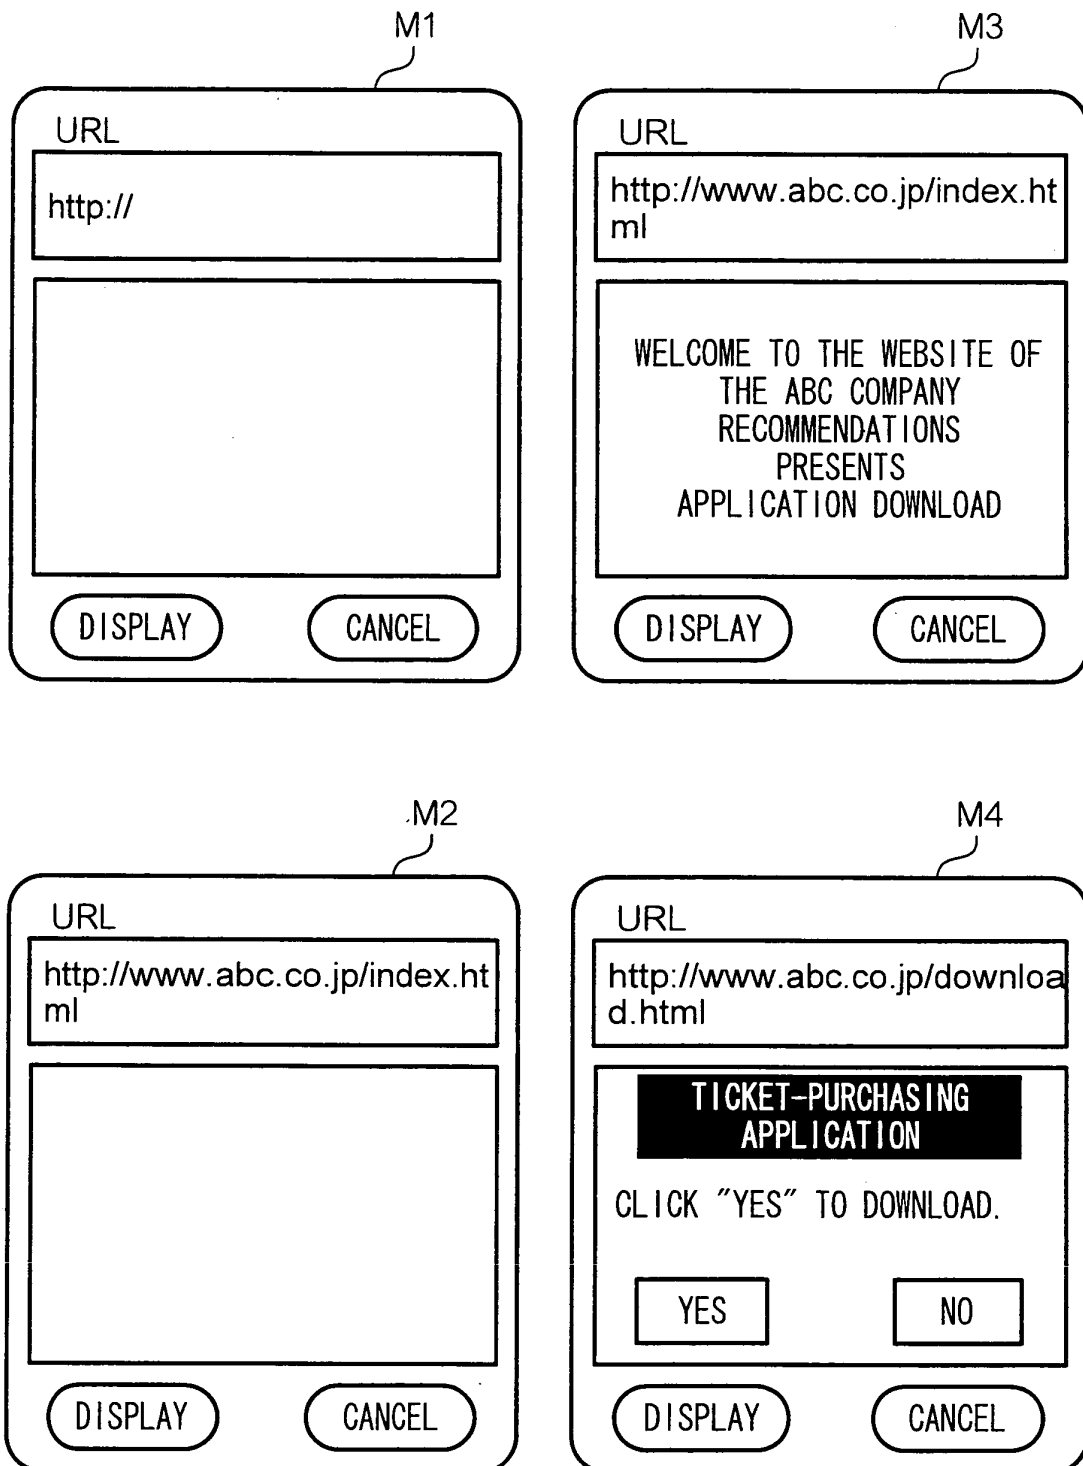 M1
URL
http://
DISPLAY
CANCEL
M3
URL
http://www.abc.co.jp/index.ht
ml
WELCOME TO THE WEBSITE OF
THE ABC COMPANY
RECOMMENDATIONS
PRESENTS
APPLICATION DOWNLOAD
DISPLAY
CANCEL
M2
URL
http://www.abc.co.jp/index.ht
ml
DISPLAY
CANCEL
M4
URL
http://www.abc.co.jp/downloa
d.html
TICKET-PURCHASING
APPLICATION
CLICK "YES" TO DOWNLOAD.
YES
NO
DISPLAY
CANCEL